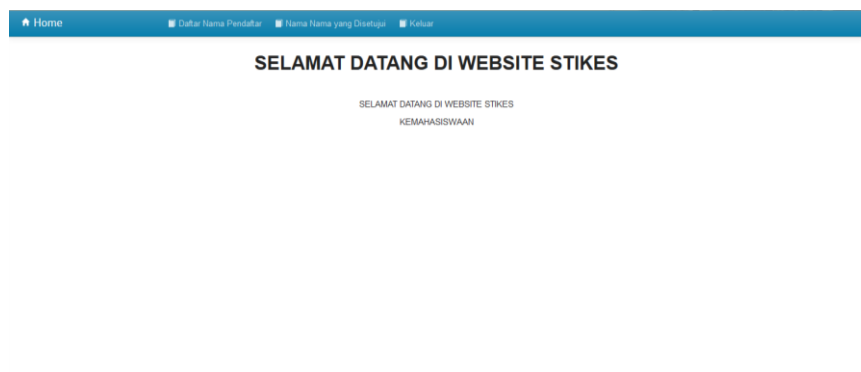 Home Daftar Nama Pendaftar Nama Nama yang Disetujui Keluar
SELAMAT DATANG DI WEBSITE STIKES
SELAMAT DATANG DI WEBSITE STIKES
KEMAHASISWAAN